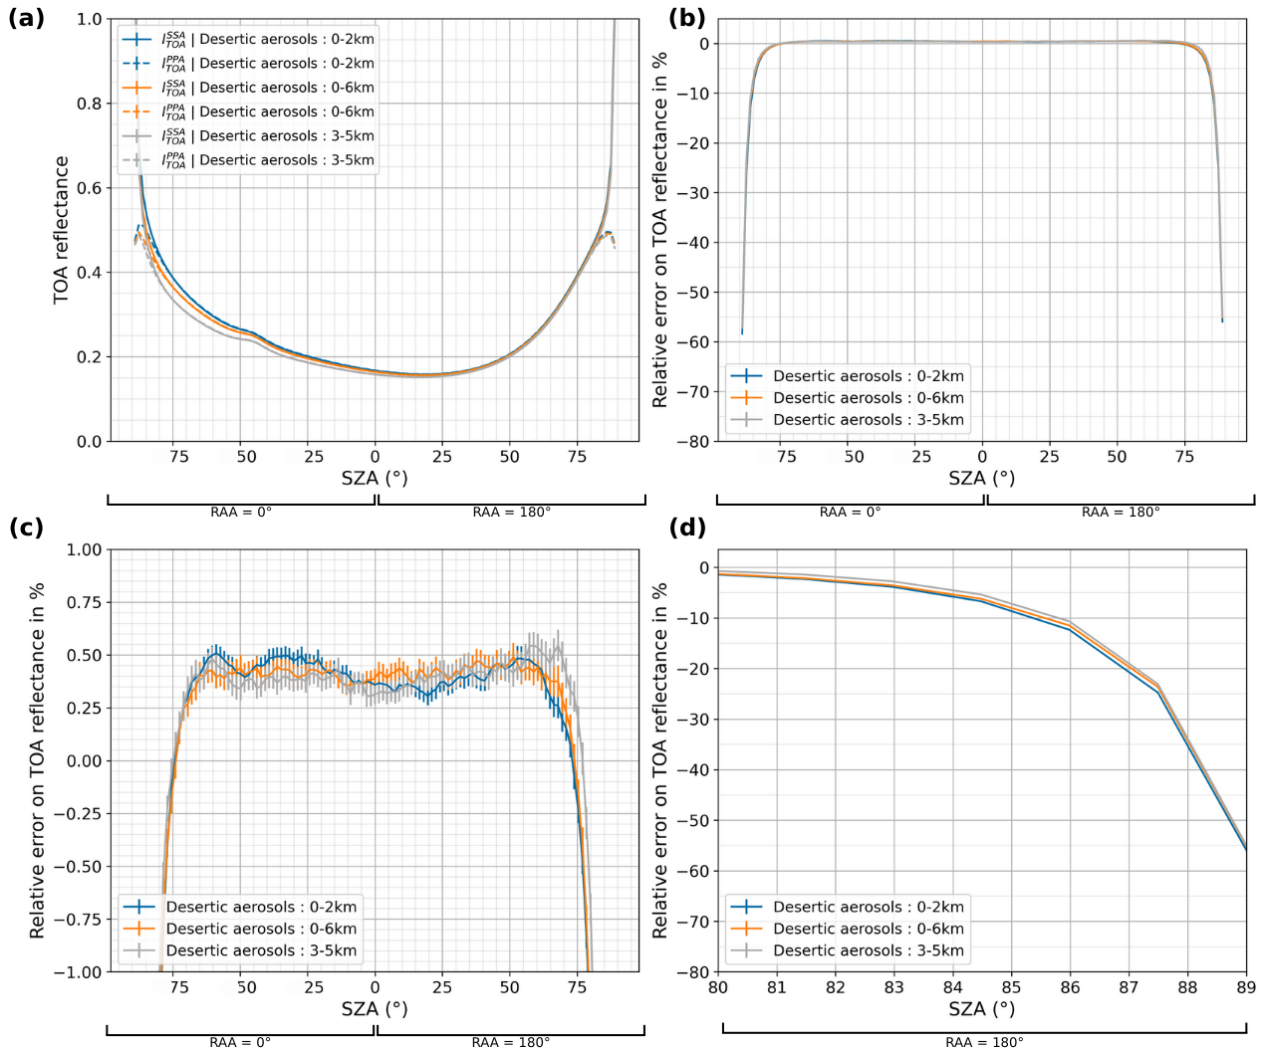 (a)
1.0
0.8
0.6
0.4
0.2
0.0
TOA reflectance
I_TOA^SSA | Desertic aerosols : 0-2km
I_TOA^PPA | Desertic aerosols : 0-2km
I_TOA^SSA | Desertic aerosols : 0-6km
I_TOA^PPA | Desertic aerosols : 0-6km
I_TOA^SSA | Desertic aerosols : 3-5km
I_TOA^PPA | Desertic aerosols : 3-5km
75 50 25 0 25 50 75
SZA (°)
RAA = 0° RAA = 180°
(b)
0
−10
−20
−30
−40
−50
−60
−70
−80
Relative error on TOA reflectance in %
Desertic aerosols : 0-2km
Desertic aerosols : 0-6km
Desertic aerosols : 3-5km
75 50 25 0 25 50 75
SZA (°)
RAA = 0° RAA = 180°
(c)
1.00
0.75
0.50
0.25
0.00
−0.25
−0.50
−0.75
−1.00
Relative error on TOA reflectance in %
Desertic aerosols : 0-2km
Desertic aerosols : 0-6km
Desertic aerosols : 3-5km
75 50 25 0 25 50 75
SZA (°)
RAA = 0° RAA = 180°
(d)
0
−10
−20
−30
−40
−50
−60
−70
−80
Relative error on TOA reflectance in %
Desertic aerosols : 0-2km
Desertic aerosols : 0-6km
Desertic aerosols : 3-5km
80 81 82 83 84 85 86 87 88 89
SZA (°)
RAA = 180°